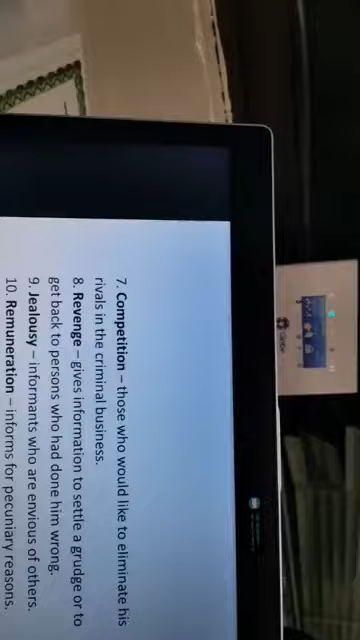 7. Competition – those who would like to eliminate his
rivals in the criminal business.
8. Revenge – gives information to settle a grudge or to
get back to persons who had done him wrong.
9. Jealousy – informants who are envious of others.
10. Remuneration – informs for pecuniary reasons.